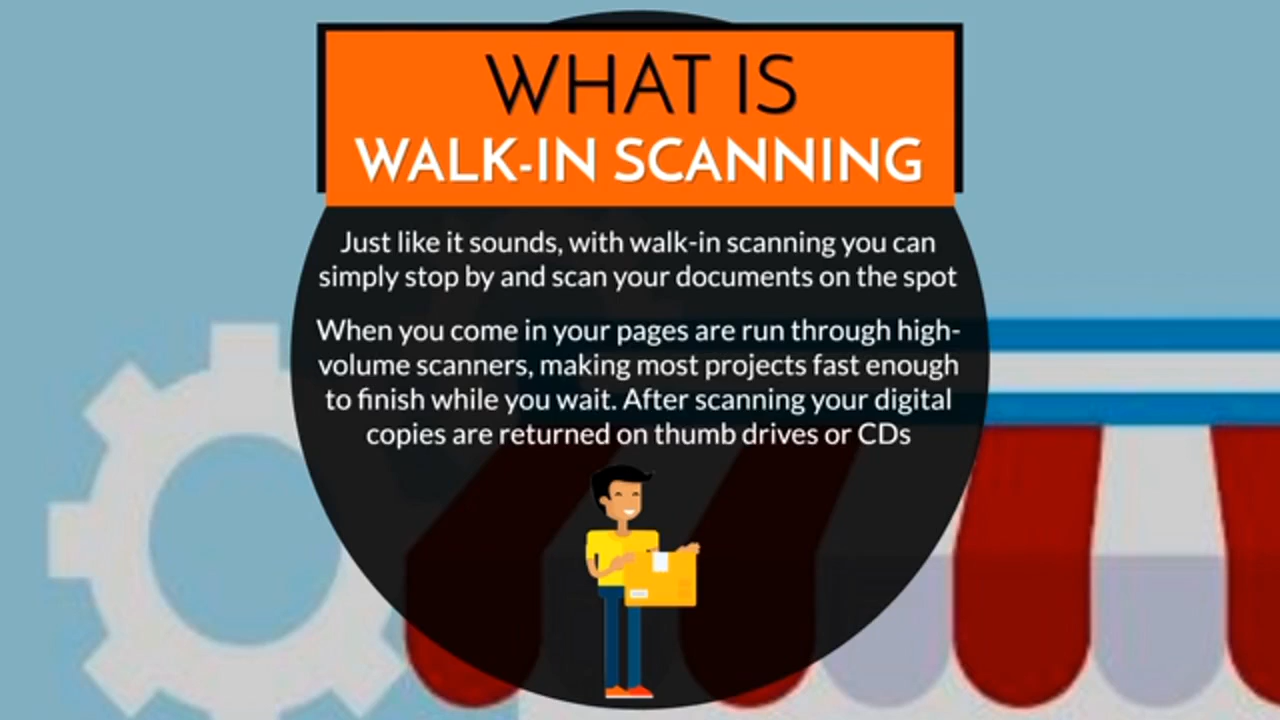 WHAT IS
WALK-IN SCANNING
Just like it sounds, with walk-in scanning you can
simply stop by and scan your documents on the spot
When you come in your pages are run through high-
volume scanners, making most projects fast enough
to finish while you wait. After scanning your digital
copies are returned on thumb drives or CDs